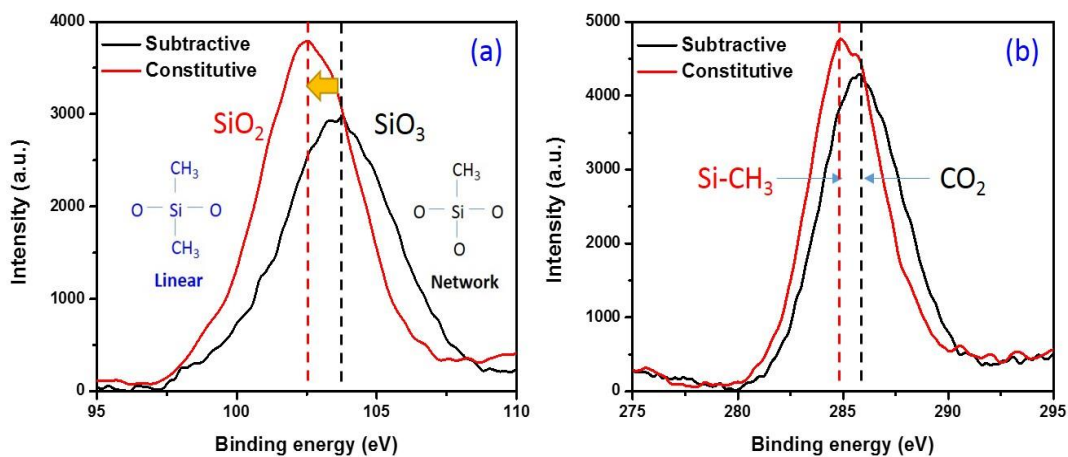 4000
3000
2000
1000
0
Intensity (a.u.)
Subtractive
Constitutive
(a)
SiO₂
SiO₃
CH₃
O Si O
CH₃
Linear
CH₃
O Si O
O
Network
95 100 105 110
Binding energy (eV)
5000
4000
3000
2000
1000
0
Intensity (a.u.)
Subtractive
Constitutive
(b)
Si-CH₃
CO₂
275 280 285 290 295
Binding energy (eV)